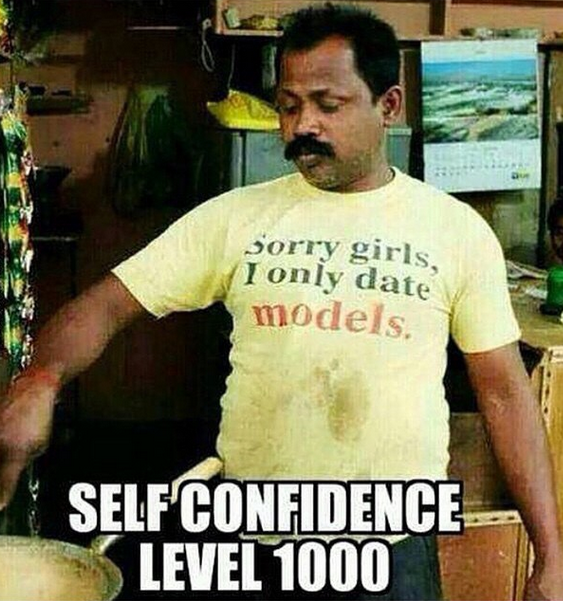 Sorry girls,
I only date
models.
SELF CONFIDENCE
LEVEL 1000